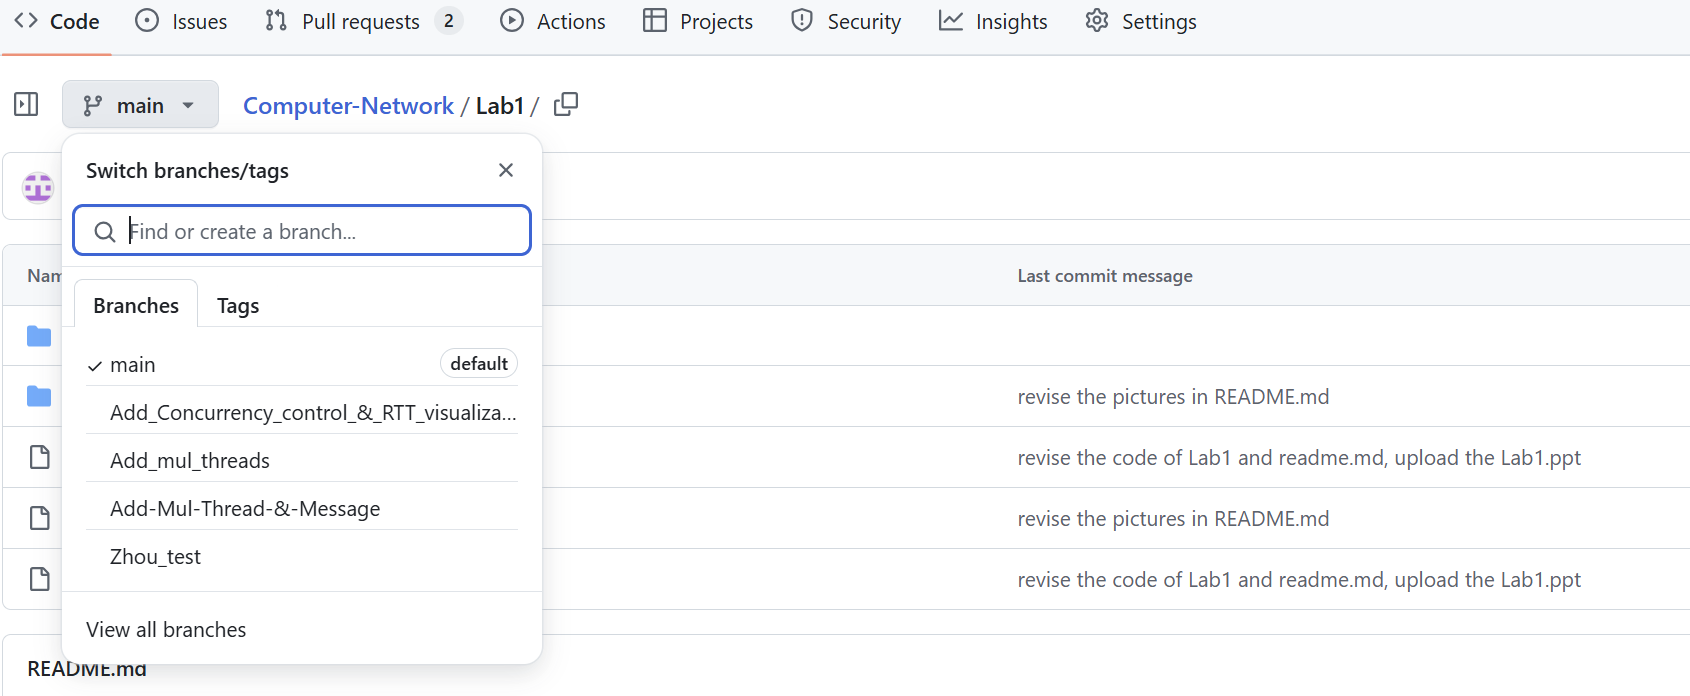 Code Issues Pull requests 2 Actions Projects Security Insights Settings
main Computer-Network / Lab1 /
Switch branches/tags
Find or create a branch...
Last commit message
Branches Tags
main default
Add_Concurrency_control_&_RTT_visualiza...
revise the pictures in README.md
Add_mul_threads
revise the code of Lab1 and readme.md, upload the Lab1.ppt
Add-Mul-Thread-&-Message
revise the pictures in README.md
Zhou_test
revise the code of Lab1 and readme.md, upload the Lab1.ppt
View all branches
README.md